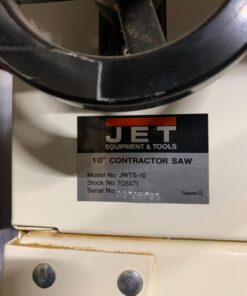 JET
EQUIPMENT & TOOLS
10" CONTRACTOR SAW
Model No: JWTS-10
Stock No: 708471
Serial No:
Taiwan